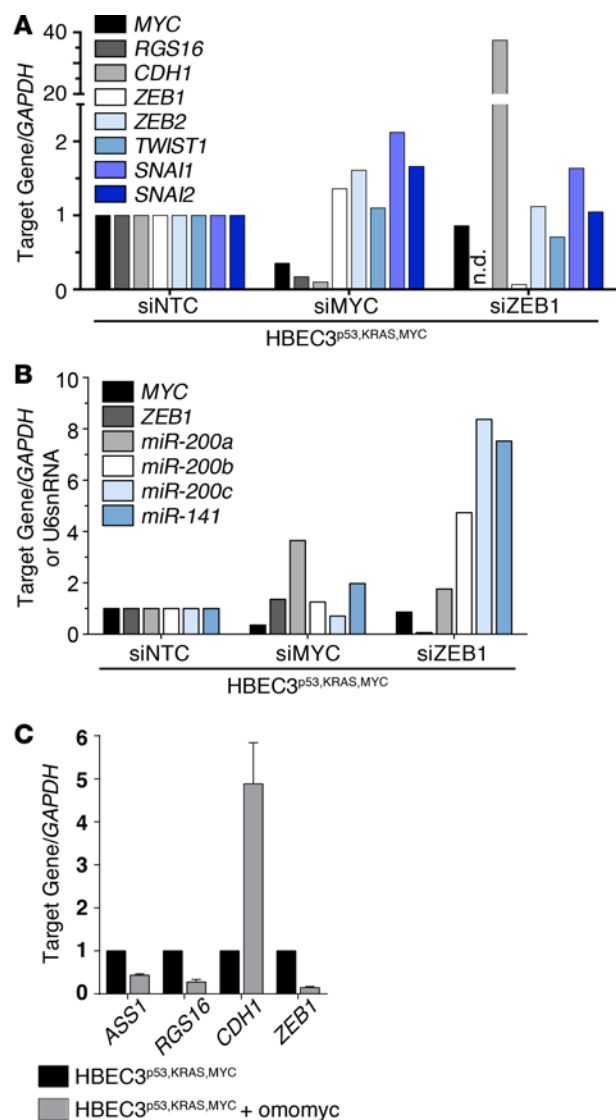 A
Target Gene/GAPDH
40
20
2
1
0
MYC
RGS16
CDH1
ZEB1
ZEB2
TWIST1
SNAI1
SNAI2
n.d.
siNTC siMYC siZEB1
HBEC3p53,KRAS,MYC
B
Target Gene/GAPDH
or U6snRNA
10
8
6
4
2
0
MYC
ZEB1
miR-200a
miR-200b
miR-200c
miR-141
siNTC siMYC siZEB1
HBEC3p53,KRAS,MYC
C
Target Gene/GAPDH
6
5
4
3
2
1
0
ASS1 RGS16 CDH1 ZEB1
HBEC3p53,KRAS,MYC
HBEC3p53,KRAS,MYC + omomyc